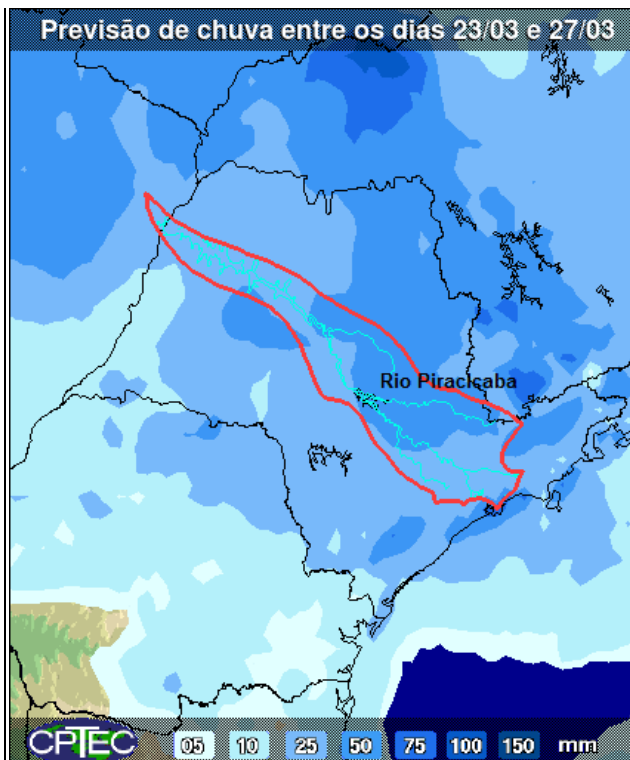 Previsão de chuva entre os dias 23/03 e 27/03
Rio Piracicaba
CPTEC 05 10 25 50 75 100 150 mm